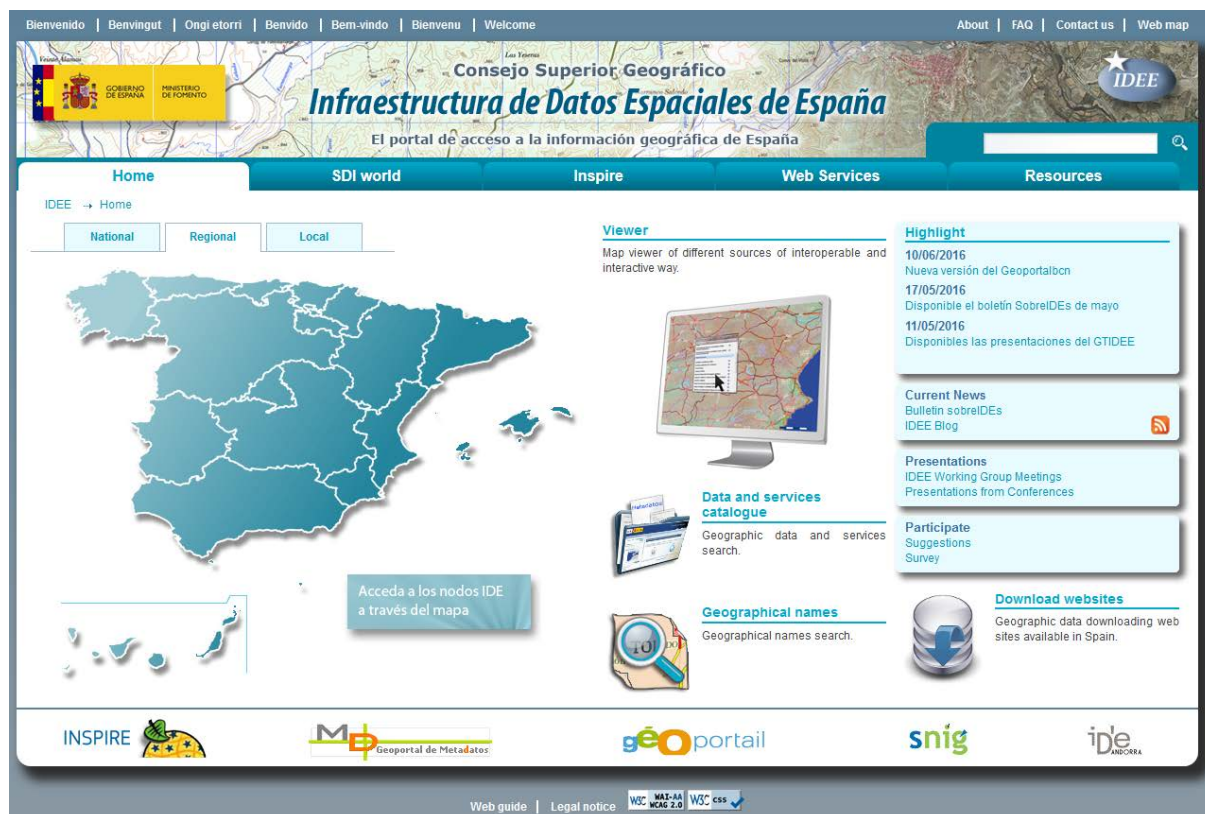 Bienvenido | Benvingut | Ongi etorri | Benvido | Bem-vindo | Bienvenu | Welcome
About | FAQ | Contact us | Web map
GOBIERNO DE ESPAÑA
MINISTERIO DE FOMENTO
Consejo Superior Geográfico
Infraestructura de Datos Espaciales de España
El portal de acceso a la información geográfica de España
IDEE
Home
SDI world
Inspire
Web Services
Resources
IDEE → Home
National
Regional
Local
Acceda a los nodos IDE
a través del mapa
Viewer
Map viewer of different sources of interoperable and
interactive way.
Data and services
catalogue
Geographic data and services
search.
Geographical names
Geographical names search.
Highlight
10/06/2016
Nueva versión del Geoportalbcn
17/05/2016
Disponible el boletín SobreIDEs de mayo
11/05/2016
Disponibles las presentaciones del GTIDEE
Current News
Bulletin sobreIDEs
IDEE Blog
Presentations
IDEE Working Group Meetings
Presentations from Conferences
Participate
Suggestions
Survey
Download websites
Geographic data downloading web
sites available in Spain.
INSPIRE
MD Geoportal de Metadatos
géOportail
snig
iDe ANDORRA
Web guide | Legal notice
W3C WAI-AA WCAG 2.0
W3C css